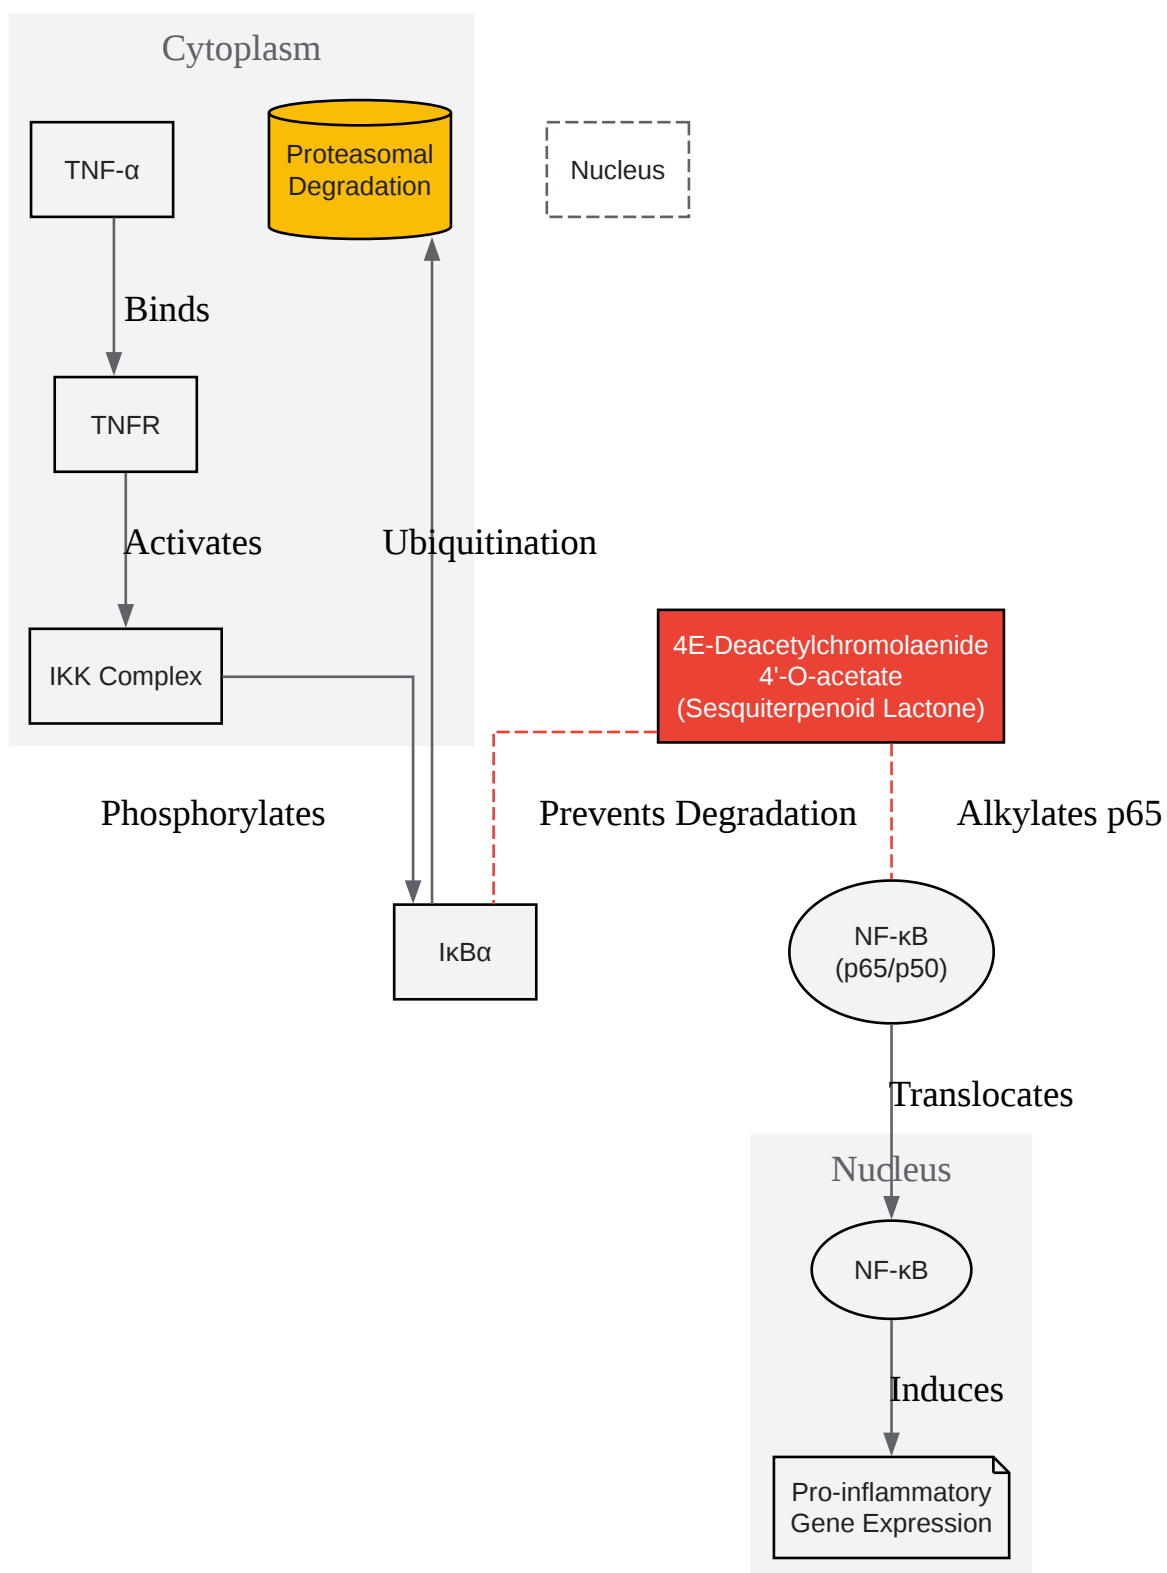 Cytoplasm
TNF-α
Proteasomal
Degradation
Nucleus
Binds
TNFR
Activates
Ubiquitination
IKK Complex
4E-Deacetylchromolaenide
4'-O-acetate
(Sesquiterpenoid Lactone)
Phosphorylates
Prevents Degradation
Alkylates p65
IκBα
NF-κB
(p65/p50)
Translocates
Nucleus
NF-κB
Induces
Pro-inflammatory
Gene Expression